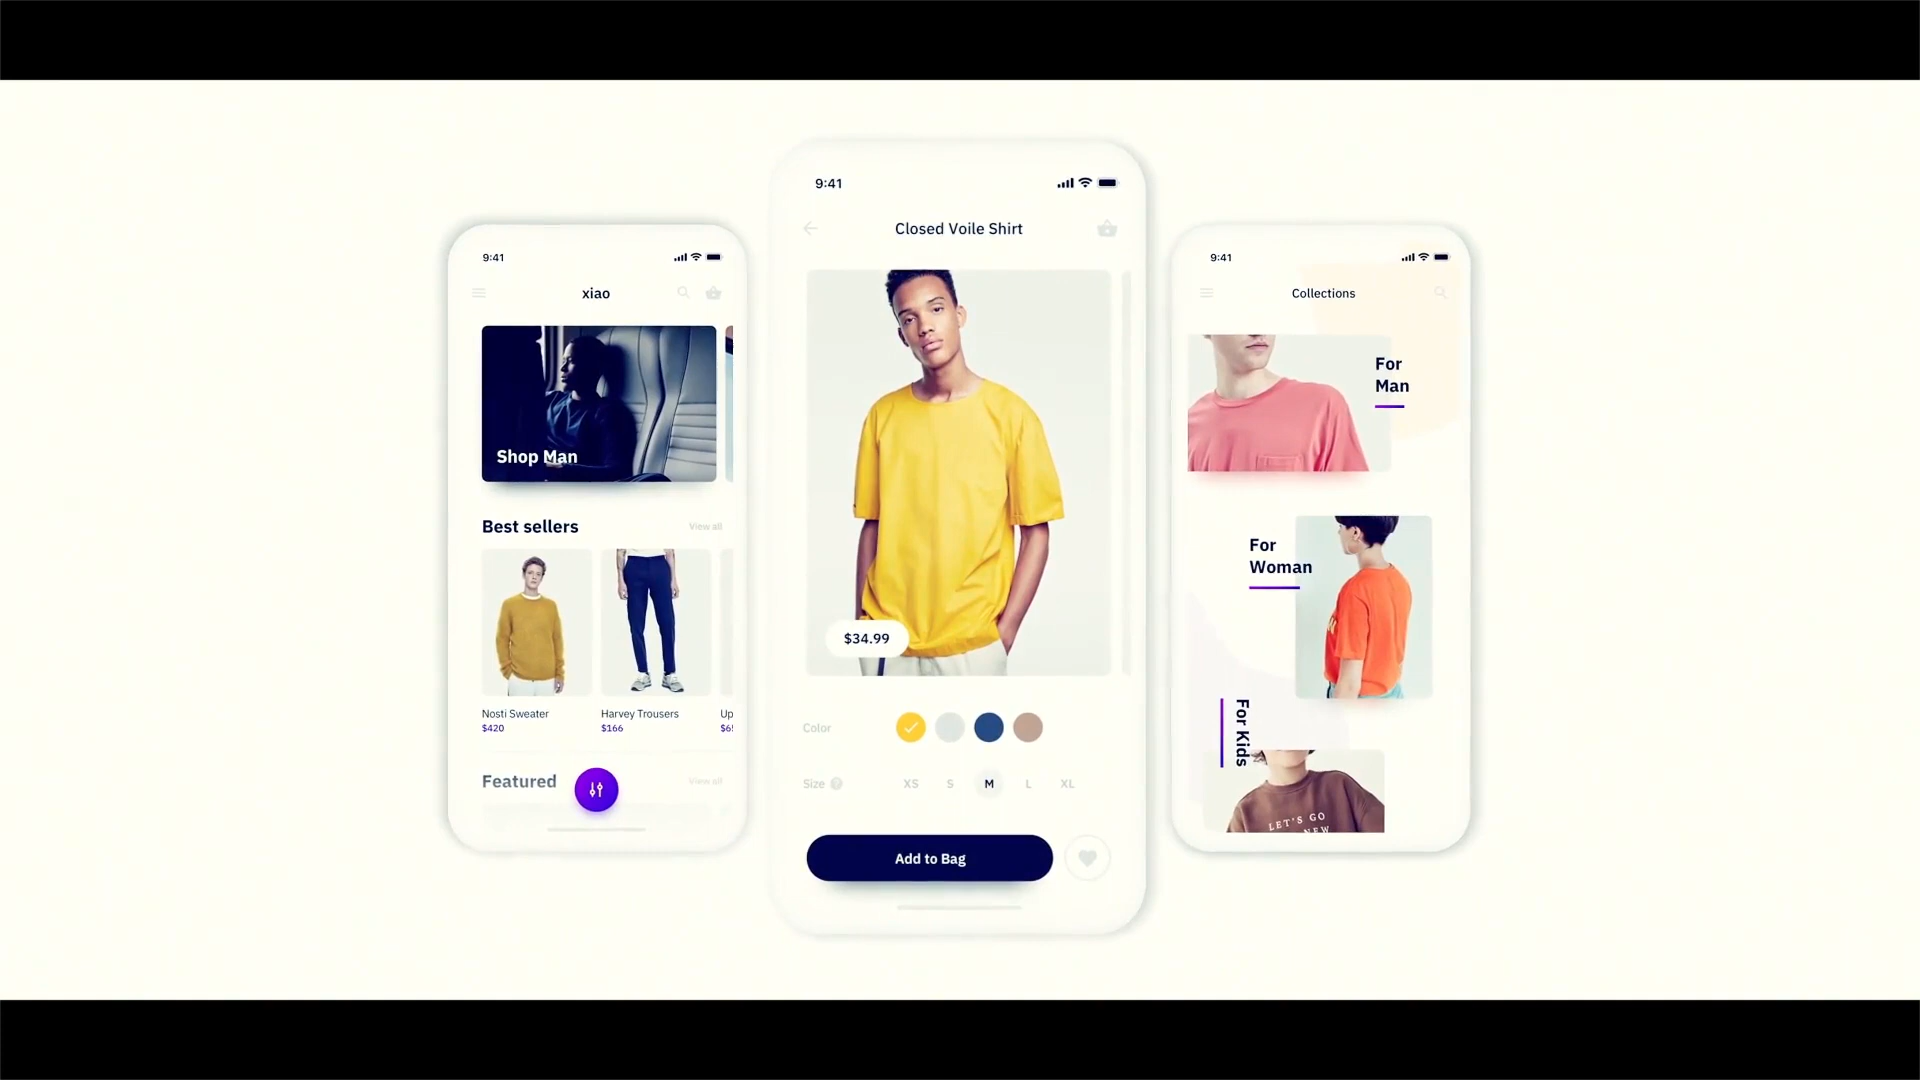 9:41
xiao
Shop Man
Best sellers
View all
Nosti Sweater
$420
Harvey Trousers
$166
Up
Featured
View all
9:41
Closed Voile Shirt
$34.99
Color
Size ?
XS S M L XL
Add to Bag
9:41
Collections
For
Man
For
Woman
For Kids
LET'S GO
NEW